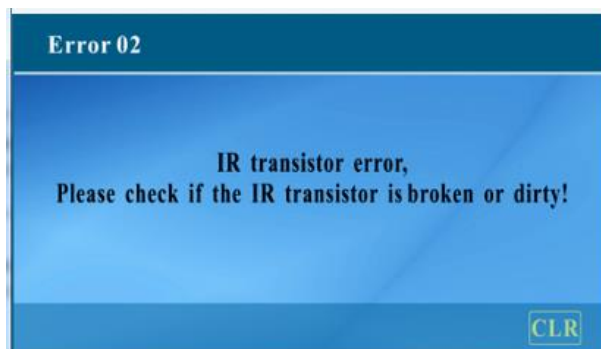 Error 02
IR transistor error,
Please check if the IR transistor is broken or dirty!
CLR